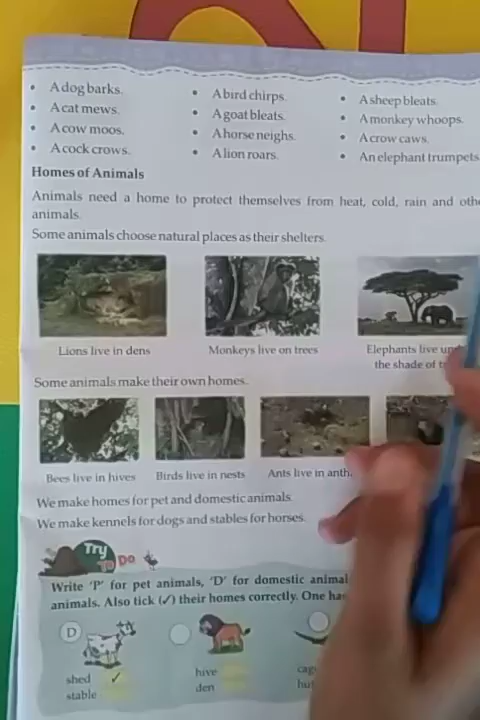 • A dog barks.
• A cat mews.
• A cow moos.
• A cock crows.
• A bird chirps.
• A goat bleats.
• A horse neighs.
• A lion roars.
• A sheep bleats.
• A monkey whoops.
• A crow caws.
• An elephant trumpets
Homes of Animals
Animals need a home to protect themselves from heat, cold, rain and
animals.
Some animals choose natural places as their shelters.
Lions live in dens
Monkeys live on trees
Elephants live
the shade of
Some animals make their own homes.
Bees live in hives
Birds live in nests
Ants live in
We make homes for pet and domestic animals.
We make kennels for dogs and stables for horses.
Try
To Do
Write 'P' for pet animals, 'D' for domestic
animals. Also tick (✓) their homes correctly. One
D
shed ✓
stable
hive
den